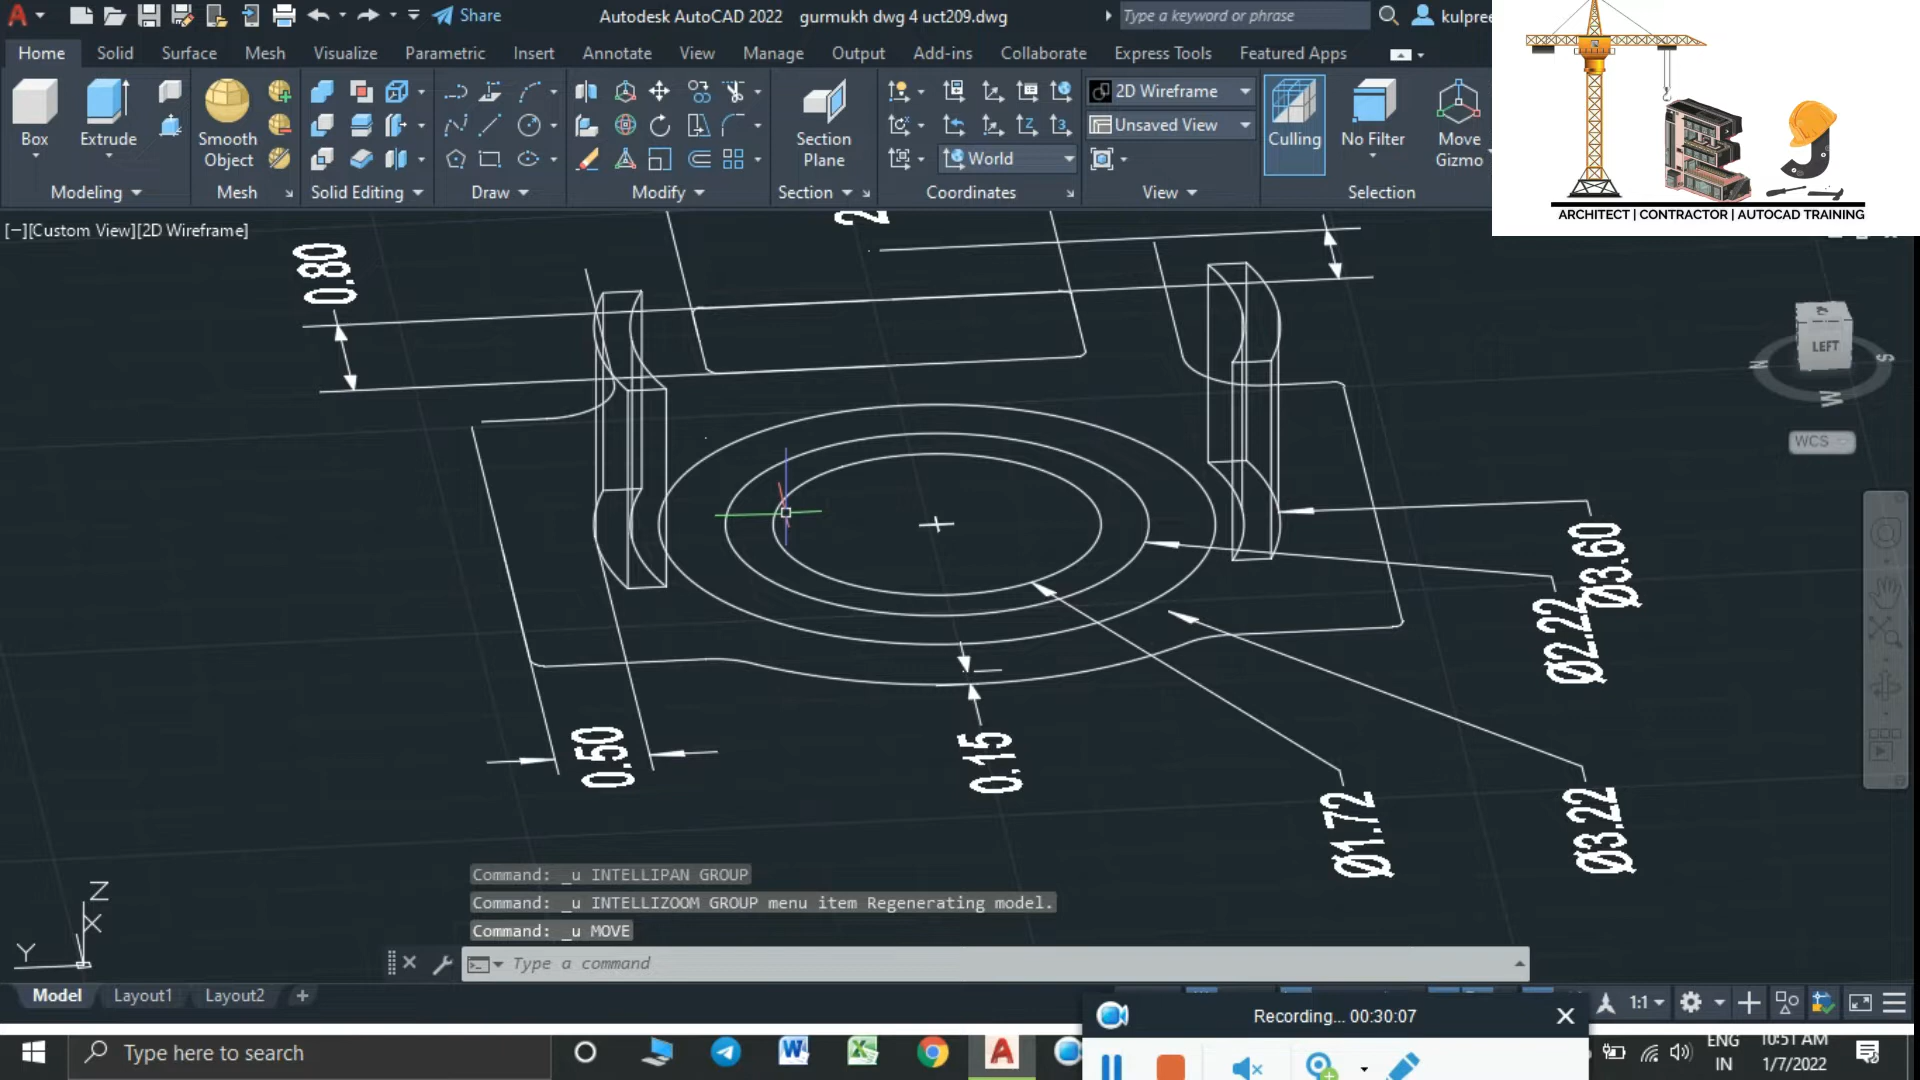 Share
Autodesk AutoCAD 2022 gurmukh dwg 4 uct209.dwg
Type a keyword or phrase
kulpre
Home Solid Surface Mesh Visualize Parametric Insert Annotate View Manage Output Add-ins Collaborate Express Tools Featured Apps
Box
Extrude
Smooth
Object
Section
Plane
World
2D Wireframe
Unsaved View
Culling
No Filter
Move
Gizmo
Modeling
Mesh
Solid Editing
Draw
Modify
Section
Coordinates
View
Selection
ARCHITECT | CONTRACTOR | AUTOCAD TRAINING
[−][Custom View][2D Wireframe]
0.80
2
LEFT
N
S
W
WCS
Ø3.60
Ø2.22
0.50
0.15
Ø1.72
Ø3.22
Z
X
Y
Command: _u INTELLIPAN GROUP
Command: _u INTELLIZOOM GROUP menu item Regenerating model.
Command: _u MOVE
Type a command
Model Layout1 Layout2 +
1:1
Recording... 00:30:07
Type here to search
ENG
IN
10:51 AM
1/7/2022